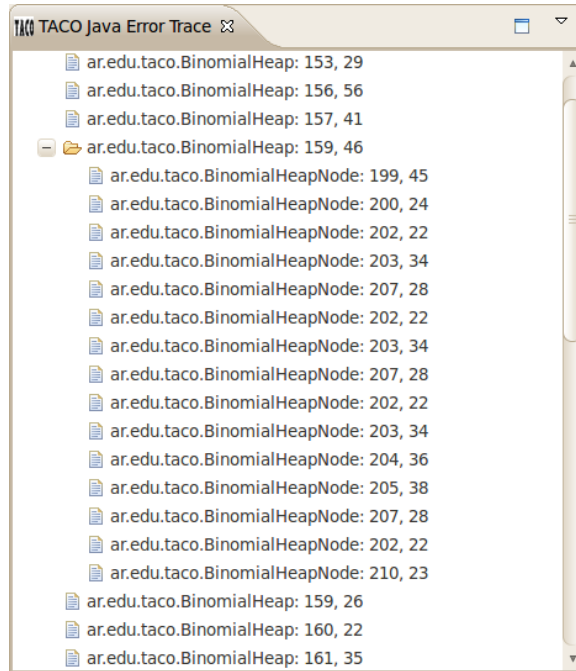 TACO TACO Java Error Trace
ar.edu.taco.BinomialHeap: 153, 29
ar.edu.taco.BinomialHeap: 156, 56
ar.edu.taco.BinomialHeap: 157, 41
ar.edu.taco.BinomialHeap: 159, 46
ar.edu.taco.BinomialHeapNode: 199, 45
ar.edu.taco.BinomialHeapNode: 200, 24
ar.edu.taco.BinomialHeapNode: 202, 22
ar.edu.taco.BinomialHeapNode: 203, 34
ar.edu.taco.BinomialHeapNode: 207, 28
ar.edu.taco.BinomialHeapNode: 202, 22
ar.edu.taco.BinomialHeapNode: 203, 34
ar.edu.taco.BinomialHeapNode: 207, 28
ar.edu.taco.BinomialHeapNode: 202, 22
ar.edu.taco.BinomialHeapNode: 203, 34
ar.edu.taco.BinomialHeapNode: 204, 36
ar.edu.taco.BinomialHeapNode: 205, 38
ar.edu.taco.BinomialHeapNode: 207, 28
ar.edu.taco.BinomialHeapNode: 202, 22
ar.edu.taco.BinomialHeapNode: 210, 23
ar.edu.taco.BinomialHeap: 159, 26
ar.edu.taco.BinomialHeap: 160, 22
ar.edu.taco.BinomialHeap: 161, 35